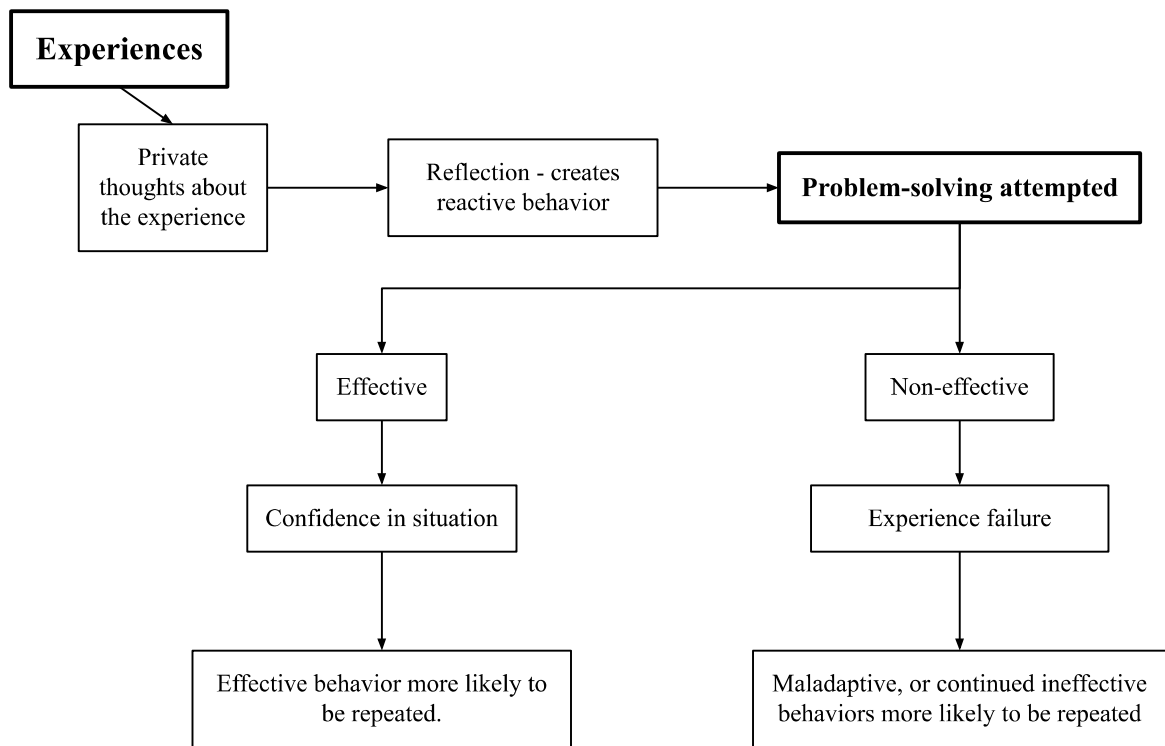 Experiences
Private
thoughts about
the experience
Reflection - creates
reactive behavior
Problem-solving attempted
Effective
Non-effective
Confidence in situation
Experience failure
Effective behavior more likely to
be repeated.
Maladaptive, or continued ineffective
behaviors more likely to be repeated